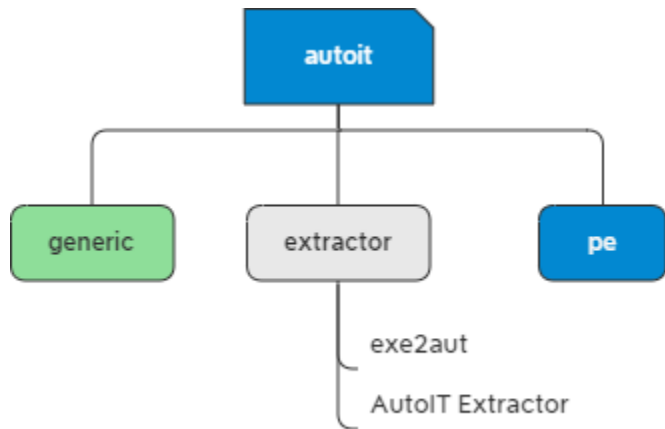 autoit
generic
extractor
pe
exe2aut
AutoIT Extractor